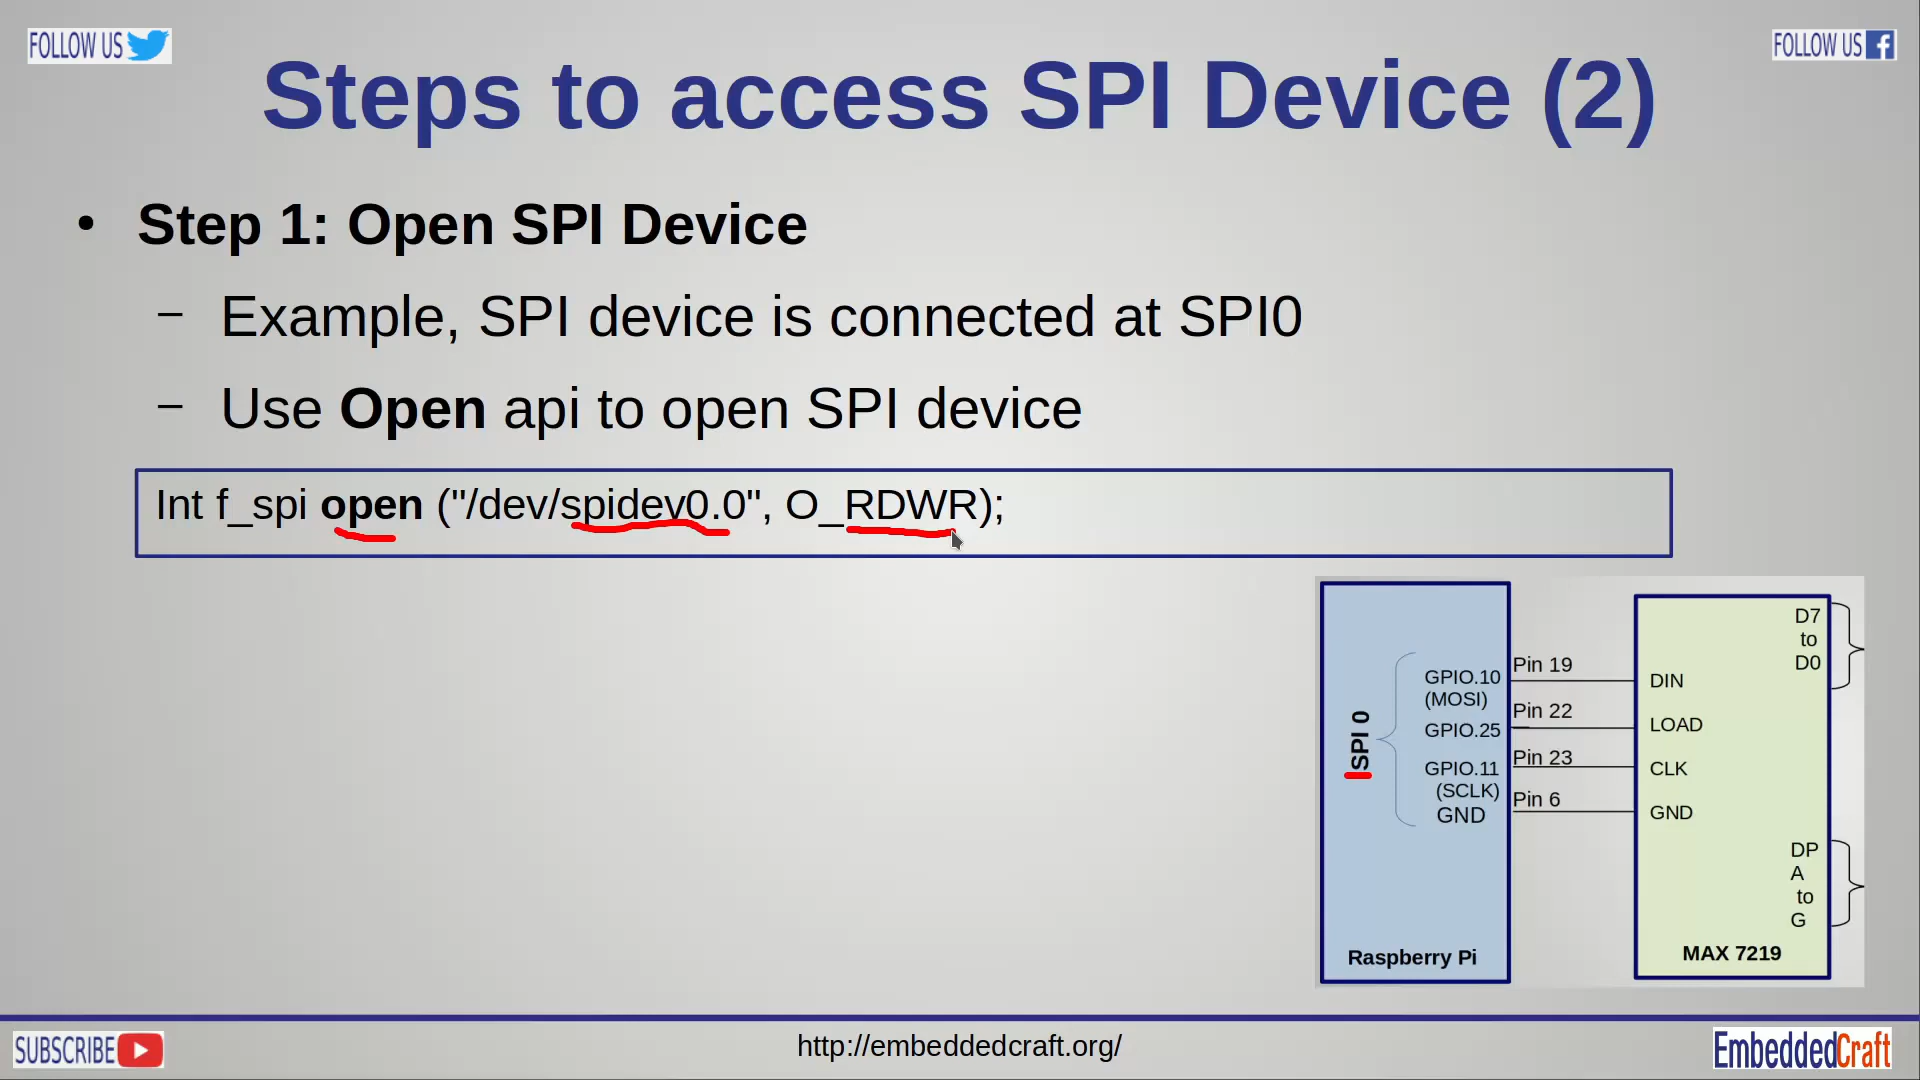 FOLLOW US
FOLLOW US
Steps to access SPI Device (2)
• Step 1: Open SPI Device
– Example, SPI device is connected at SPI0
– Use Open api to open SPI device
Int f_spi open ("/dev/spidev0.0", O_RDWR);
SPI 0
GPIO.10
(MOSI)
GPIO.25
GPIO.11
(SCLK)
GND
Raspberry Pi
Pin 19
Pin 22
Pin 23
Pin 6
DIN
LOAD
CLK
GND
D7
to
D0
DP
A
to
G
MAX 7219
SUBSCRIBE
http://embeddedcraft.org/
EmbeddedCraft